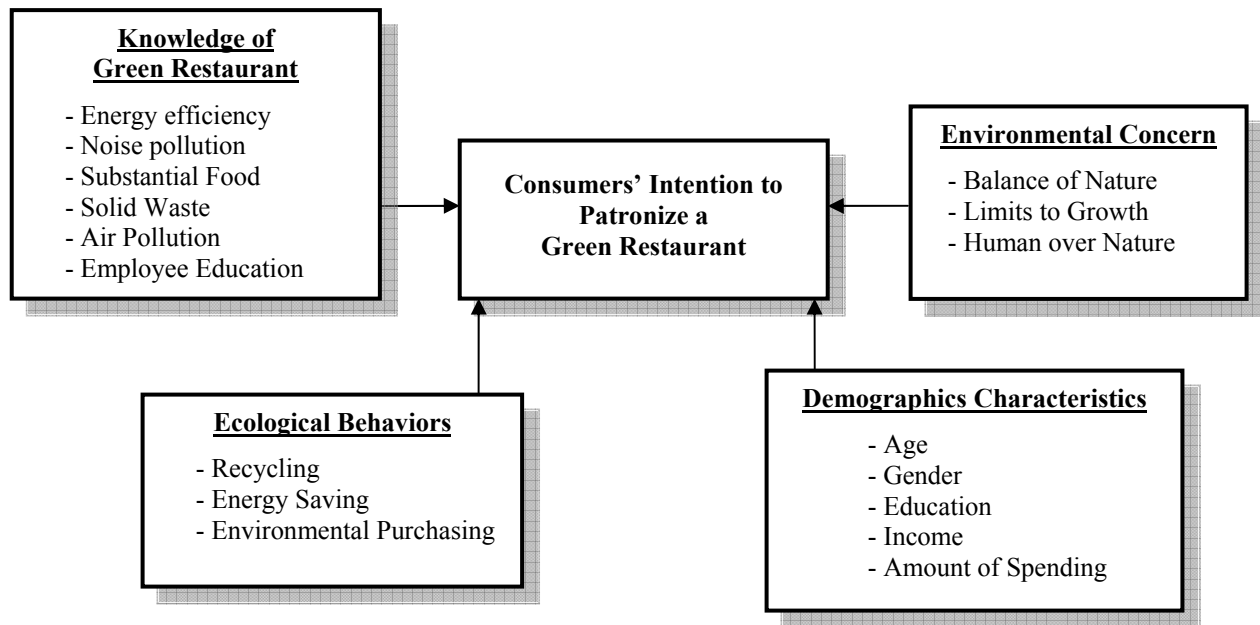 Knowledge of
Green Restaurant
- Energy efficiency
- Noise pollution
- Substantial Food
- Solid Waste
- Air Pollution
- Employee Education
Consumers’ Intention to
Patronize a
Green Restaurant
Environmental Concern
- Balance of Nature
- Limits to Growth
- Human over Nature
Ecological Behaviors
- Recycling
- Energy Saving
- Environmental Purchasing
Demographics Characteristics
- Age
- Gender
- Education
- Income
- Amount of Spending